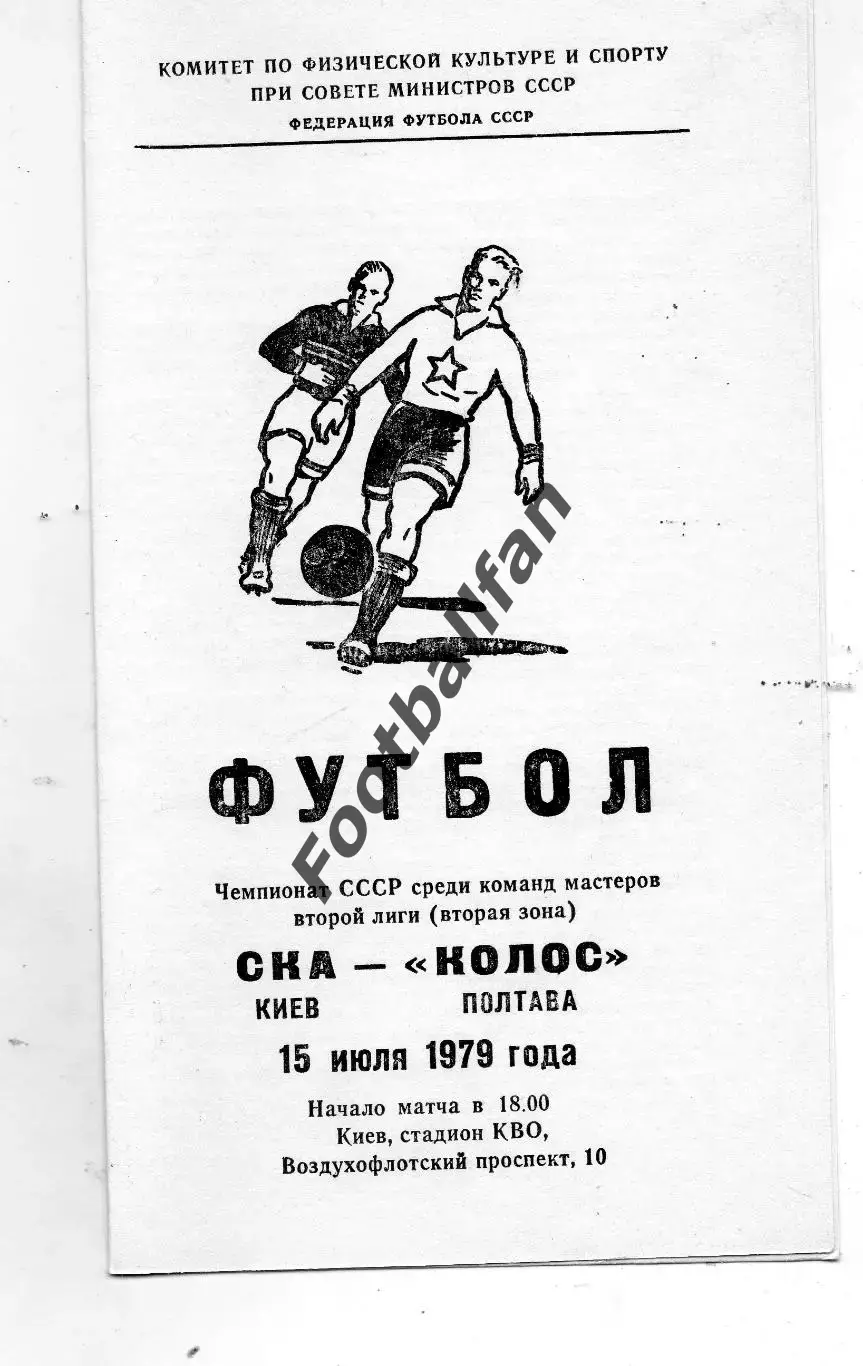 КОМИТЕТ ПО ФИЗИЧЕСКОЙ КУЛЬТУРЕ И СПОРТУ
ПРИ СОВЕТЕ МИНИСТРОВ СССР
ФЕДЕРАЦИЯ ФУТБОЛА СССР
Footballfan
ФУТБОЛ
Чемпионат СССР среди команд мастеров
второй лиги (вторая зона)
СКА — «КОЛОС»
КИЕВ ПОЛТАВА
15 июля 1979 года
Начало матча в 18.00
Киев, стадион КВО,
Воздухофлотский проспект, 10